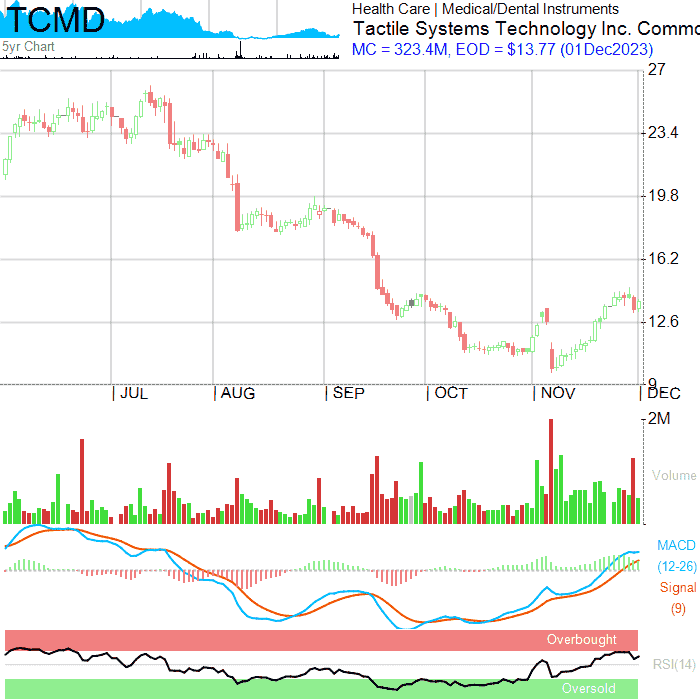 TCMD
Health Care | Medical/Dental Instruments
Tactile Systems Technology Inc. Commo
5yr Chart
MC = 323.4M, EOD = $13.77 (01Dec2023)
27
23.4
19.8
16.2
12.6
9
JUL AUG SEP OCT NOV DEC
2M
Volume
MACD
(12-26)
Signal
(9)
Overbought
RSI(14)
Oversold